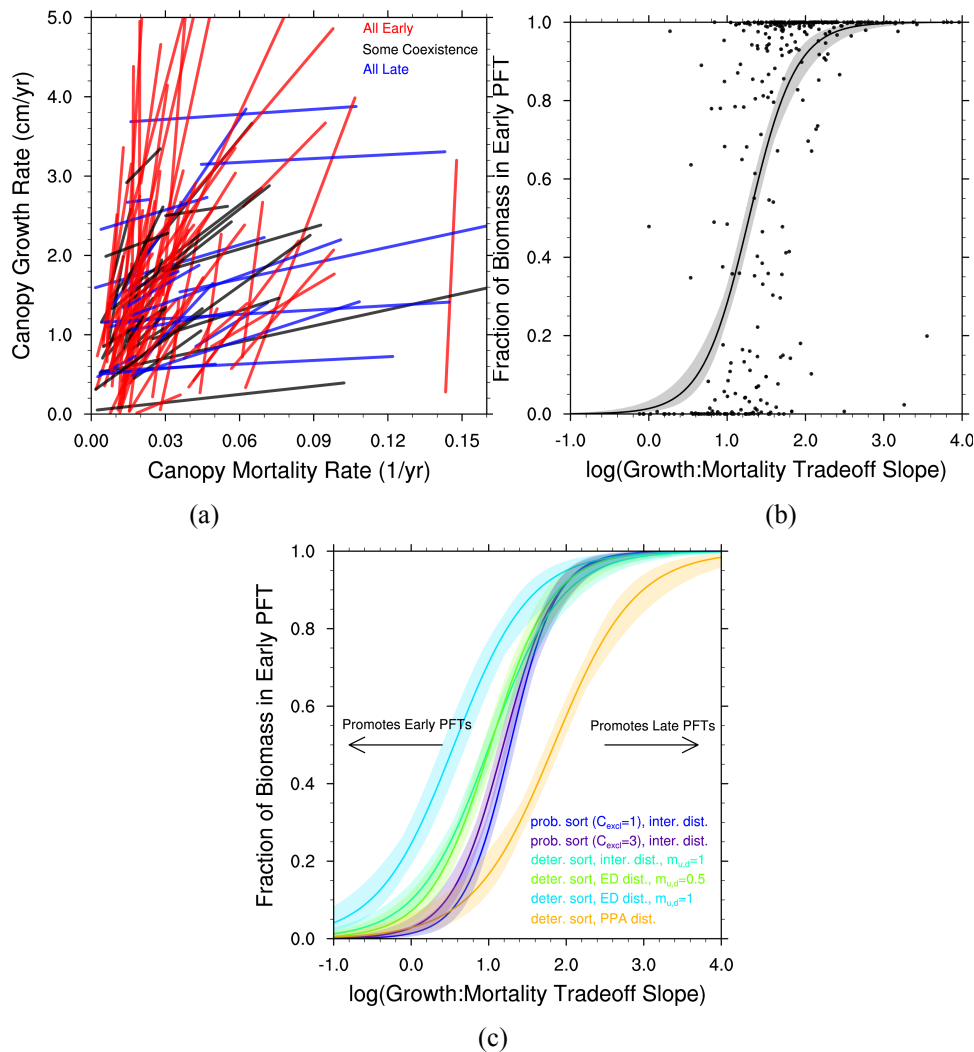 All Early
Some Coexistence
All Late
5.0
4.0
3.0
2.0
1.0
0.0
Canopy Growth Rate (cm/yr)
0.00 0.03 0.06 0.09 0.12 0.15
Canopy Mortality Rate (1/yr)
(a)
1.0
0.8
0.6
0.4
0.2
0.0
Fraction of Biomass in Early PFT
-1.0 0.0 1.0 2.0 3.0 4.0
log(Growth:Mortality Tradeoff Slope)
(b)
1.0
0.8
0.6
0.4
0.2
0.0
Fraction of Biomass in Early PFT
Promotes Early PFTs
Promotes Late PFTs
prob. sort (Cexcl=1), inter. dist.
prob. sort (Cexcl=3), inter. dist.
deter. sort, inter. dist., mu,d=1
deter. sort, ED dist., mu,d=0.5
deter. sort, ED dist., mu,d=1
deter. sort, PPA dist.
-1.0 0.0 1.0 2.0 3.0 4.0
log(Growth:Mortality Tradeoff Slope)
(c)